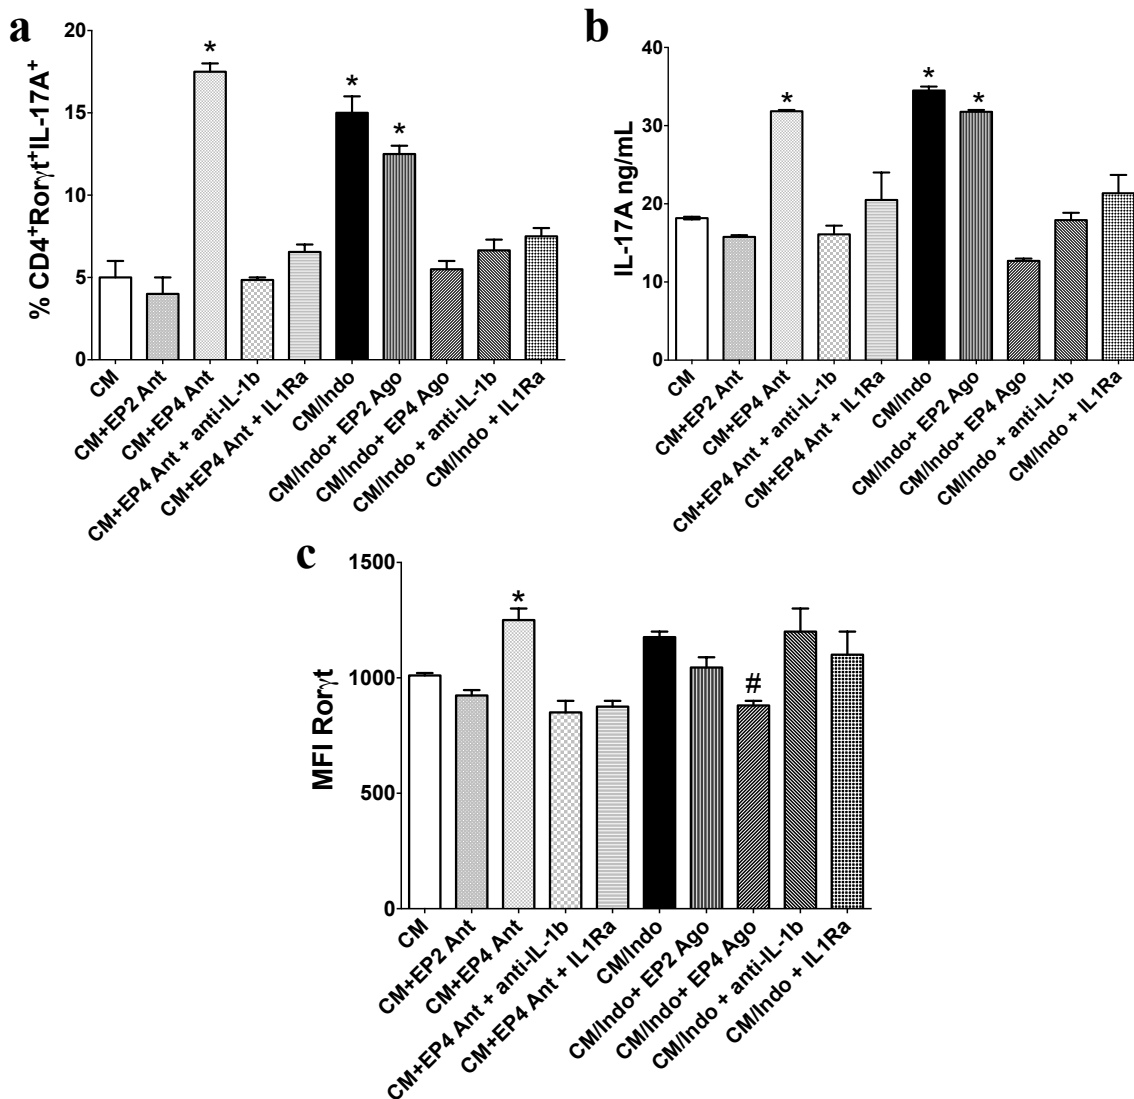 a
% CD4⁺Rorγt⁺IL-17A⁺
20
15
10
5
0
*
*
*
CM
CM+EP2 Ant
CM+EP4 Ant
CM+EP4 Ant + anti-IL-1b
CM+EP4 Ant + IL1Ra
CM/Indo
CM/Indo+ EP2 Ago
CM/Indo+ EP4 Ago
CM/Indo + anti-IL-1b
CM/Indo + IL1Ra
b
IL-17A ng/mL
40
30
20
10
0
*
*
*
CM
CM+EP2 Ant
CM+EP4 Ant
CM+EP4 Ant + anti-IL-1b
CM+EP4 Ant + IL1Ra
CM/Indo
CM/Indo+ EP2 Ago
CM/Indo+ EP4 Ago
CM/Indo + anti-IL-1b
CM/Indo + IL1Ra
c
MFI Rorγt
1500
1000
500
0
*
#
CM
CM+EP2 Ant
CM+EP4 Ant
CM+EP4 Ant + anti-IL-1b
CM+EP4 Ant + IL1Ra
CM/Indo
CM/Indo+ EP2 Ago
CM/Indo+ EP4 Ago
CM/Indo + anti-IL-1b
CM/Indo + IL1Ra